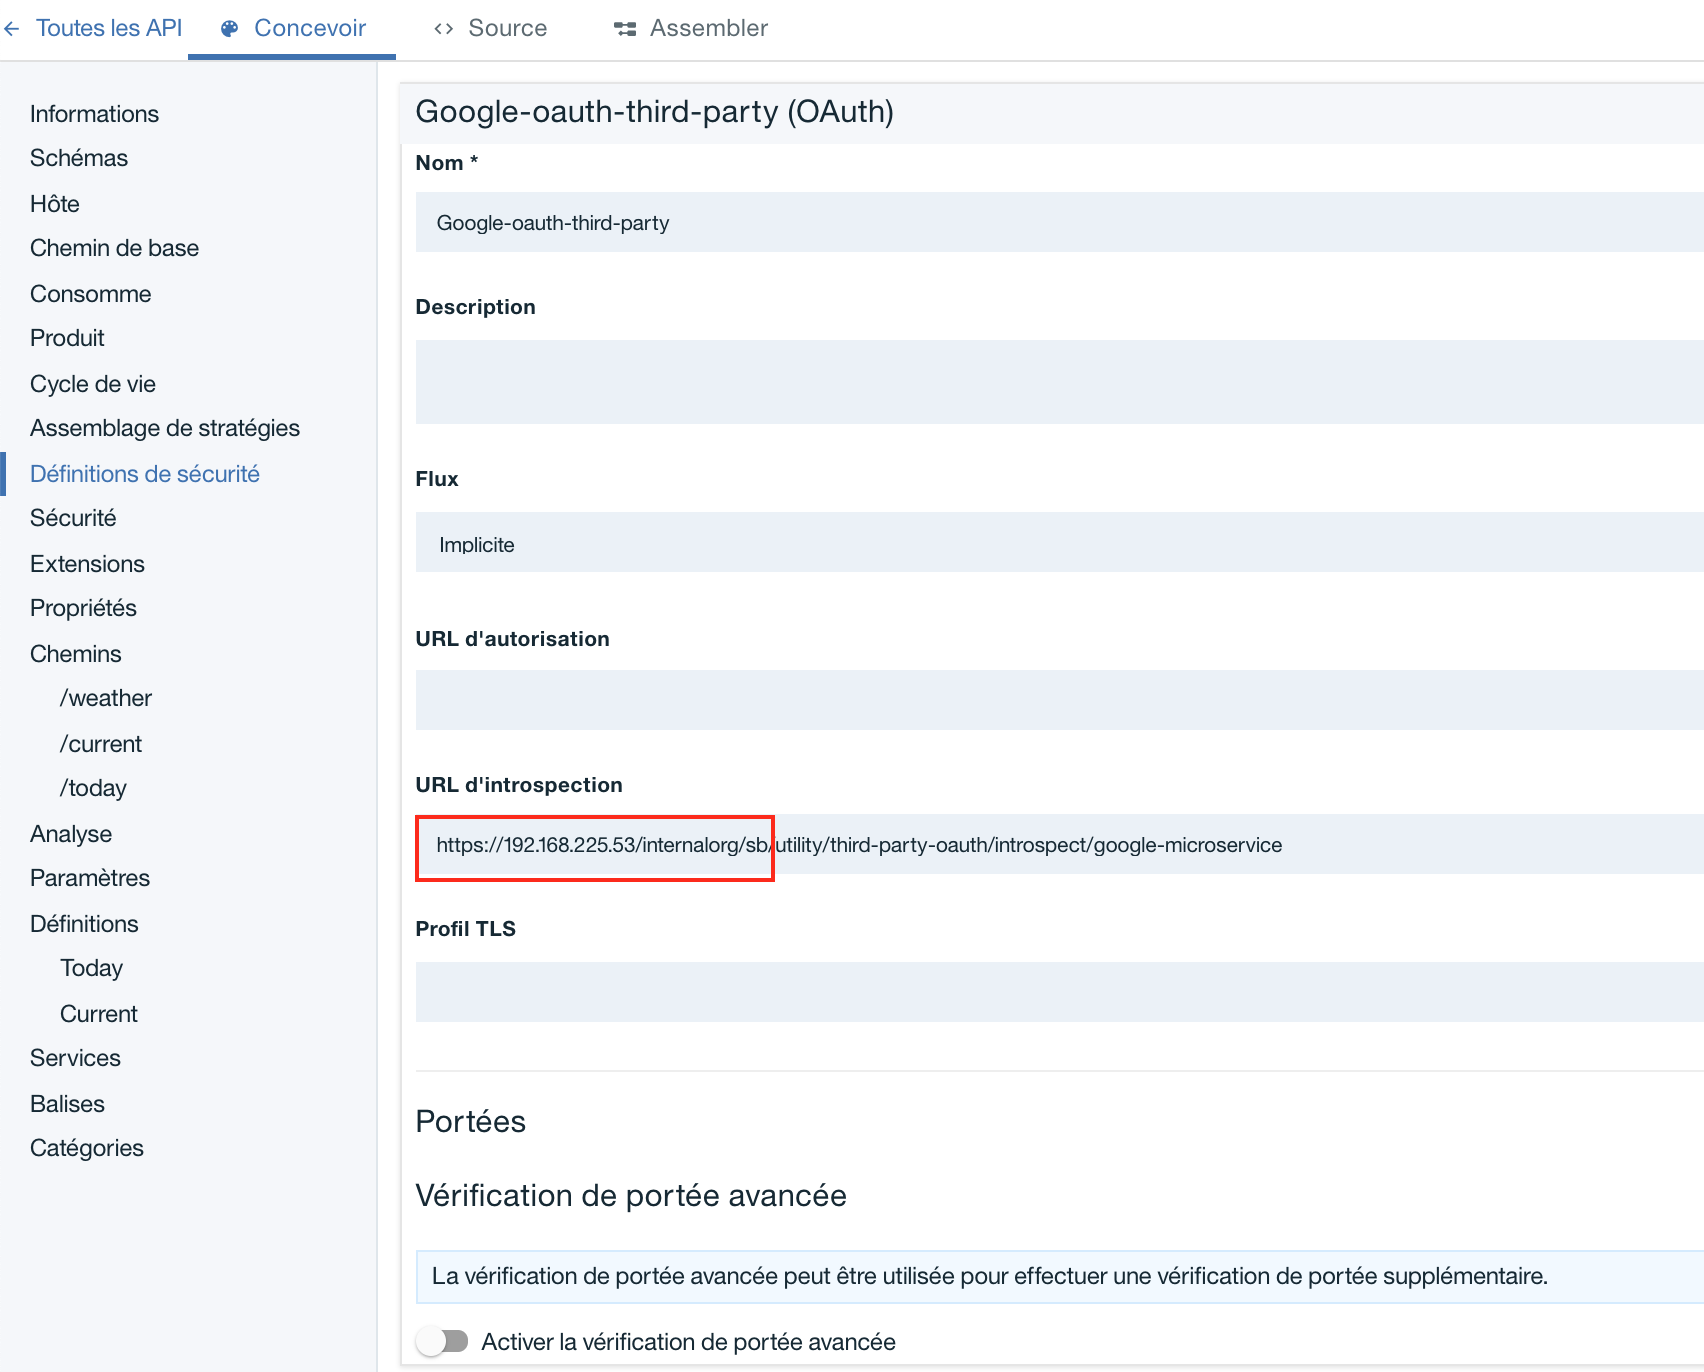 Toutes les API
Concevoir
Source
Assembler
Informations
Schémas
Hôte
Chemin de base
Consomme
Produit
Cycle de vie
Assemblage de stratégies
Définitions de sécurité
Sécurité
Extensions
Propriétés
Chemins
/weather
/current
/today
Analyse
Paramètres
Définitions
Today
Current
Services
Balises
Catégories
Google-oauth-third-party (OAuth)
Nom *
Google-oauth-third-party
Description
Flux
Implicite
URL d'autorisation
URL d'introspection
https://192.168.225.53/internalorg/sb/utility/third-party-oauth/introspect/google-microservice
Profil TLS
Portées
Vérification de portée avancée
La vérification de portée avancée peut être utilisée pour effectuer une vérification de portée supplémentaire.
Activer la vérification de portée avancée